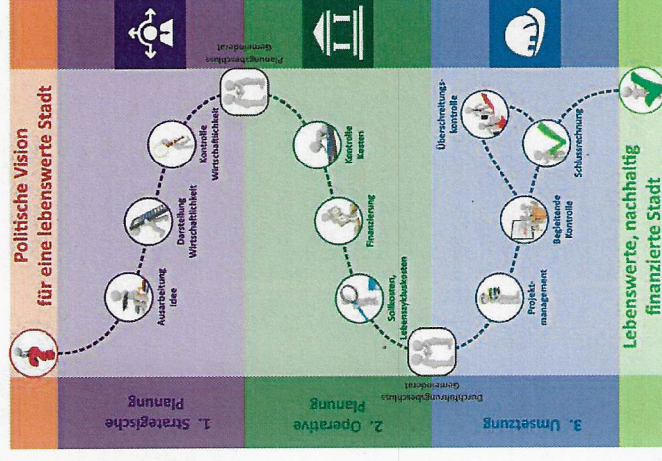 Politische Vision
für eine lebenswerte Stadt
1. Strategische
Planung
Ausarbeitung
Idee
Darstellung
Wirtschaftlichkeit
Kontrolle
Wirtschaftlichkeit
Planungsbeschluss
Gemeinderat
2. Operative
Planung
Kontrolle
Kosten
Finanzierung
Sollkosten,
Lebenszykluskosten
Durchführungsbeschluss
Gemeinderat
3. Umsetzung
Projekt-
management
Begleitende
Kontrolle
Überschreitungs-
kontrolle
Schlussrechnung
Lebenswerte, nachhaltig
finanzierte Stadt